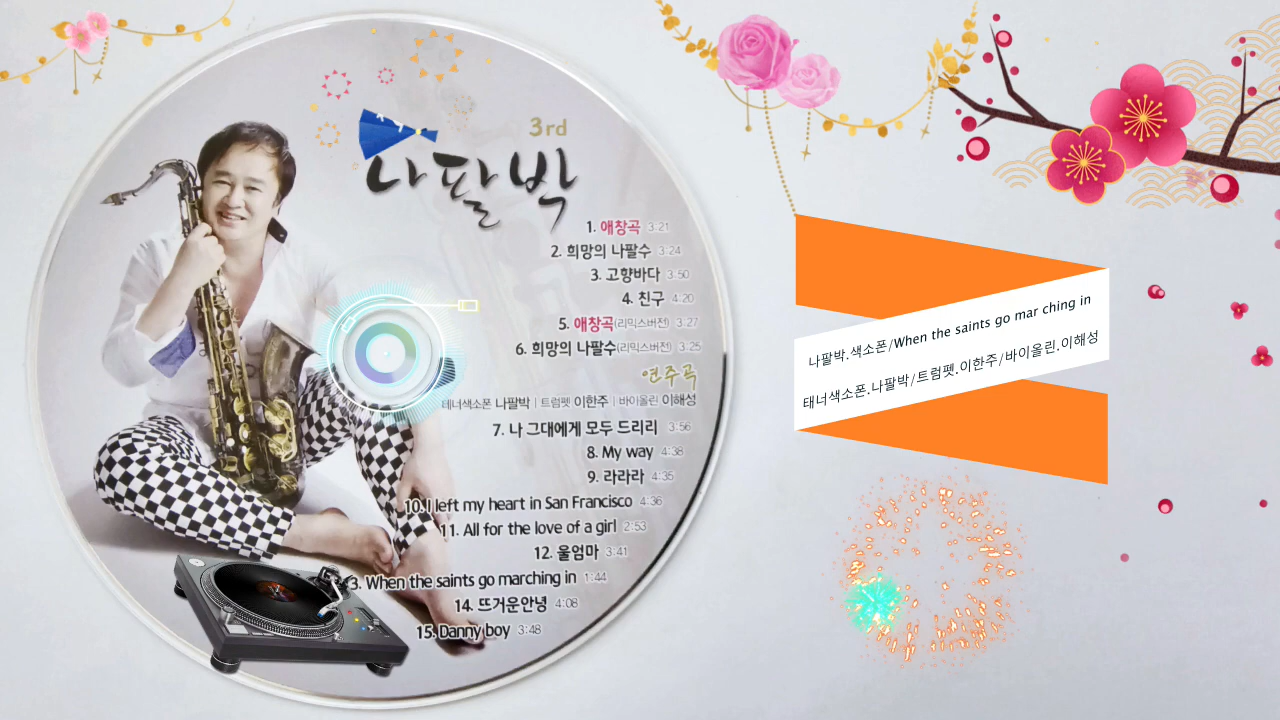 3rd
나팔박
1. 애창곡 3:21
2. 희망의 나팔수 3:24
3. 고향바다 3:50
4. 친구 4:20
5. 애창곡(리믹스버전) 3:27
6. 희망의 나팔수(리믹스버전) 3:25
연주곡
태너색소폰 나팔박 | 트럼펫 이한주 | 바이올린 이해성
7. 나 그대에게 모두 드리리 3:56
8. My way 4:38
9. 라라라 4:35
10. I left my heart in San Francisco 4:36
11. All for the love of a girl 2:53
12. 울엄마 3:41
3. When the saints go marching in 1:44
14. 뜨거운안녕 4:08
15. Danny boy 3:48
나팔박.색소폰/When the saints go mar ching in
태너색소폰.나팔박/트럼펫.이한주/바이올린.이해성